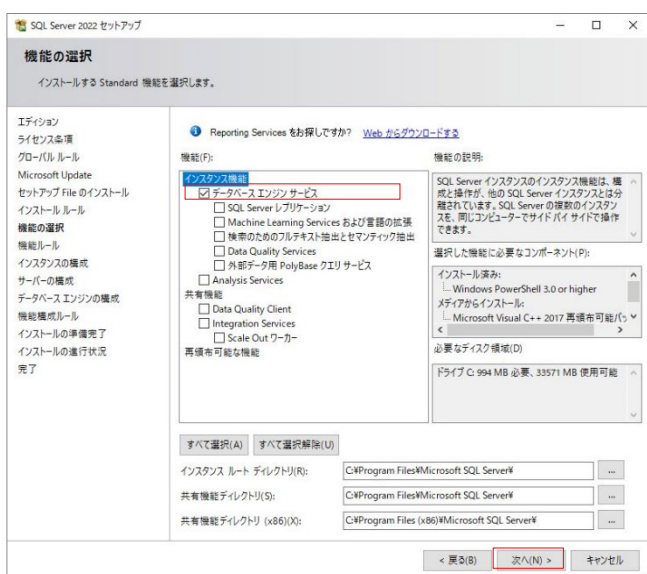 SQL Server 2022 セットアップ
機能の選択
インストールする Standard 機能を選択します。
エディション
ライセンス条項
グローバル ルール
Microsoft Update
セットアップ File のインストール
インストール ルール
機能の選択
機能ルール
インスタンスの構成
サーバーの構成
データベース エンジンの構成
機能構成ルール
インストールの準備完了
インストールの進行状況
完了
Reporting Services をお探しですか? Web からダウンロードする
機能(F):
インスタンス機能
データベース エンジン サービス
SQL Server レプリケーション
Machine Learning Services および言語の拡張
検索のためのフルテキスト抽出とセマンティック抽出
Data Quality Services
外部データ用 PolyBase クエリ サービス
Analysis Services
共有機能
Data Quality Client
Integration Services
Scale Out ワーカー
再頒布可能な機能
機能の説明:
SQL Server インスタンスのインスタンス機能は、構
成と操作が、他の SQL Server インスタンスとは分
離されています。SQL Server の複数のインスタン
スを、同じコンピューターでサイド バイ サイドで操作
できます。
選択した機能に必要なコンポーネント(P):
インストール済み:
Windows PowerShell 3.0 or higher
メディアからインストール:
Microsoft Visual C++ 2017 再頒布可能パッ
必要なディスク領域(D)
ドライブ C: 994 MB 必要、33571 MB 使用可能
すべて選択(A)
すべて選択解除(U)
インスタンス ルート ディレクトリ(R):
C:¥Program Files¥Microsoft SQL Server¥
...
共有機能ディレクトリ(S):
C:¥Program Files¥Microsoft SQL Server¥
...
共有機能ディレクトリ (x86)(X):
C:¥Program Files (x86)¥Microsoft SQL Server¥
...
< 戻る(B)
次へ(N) >
キャンセル